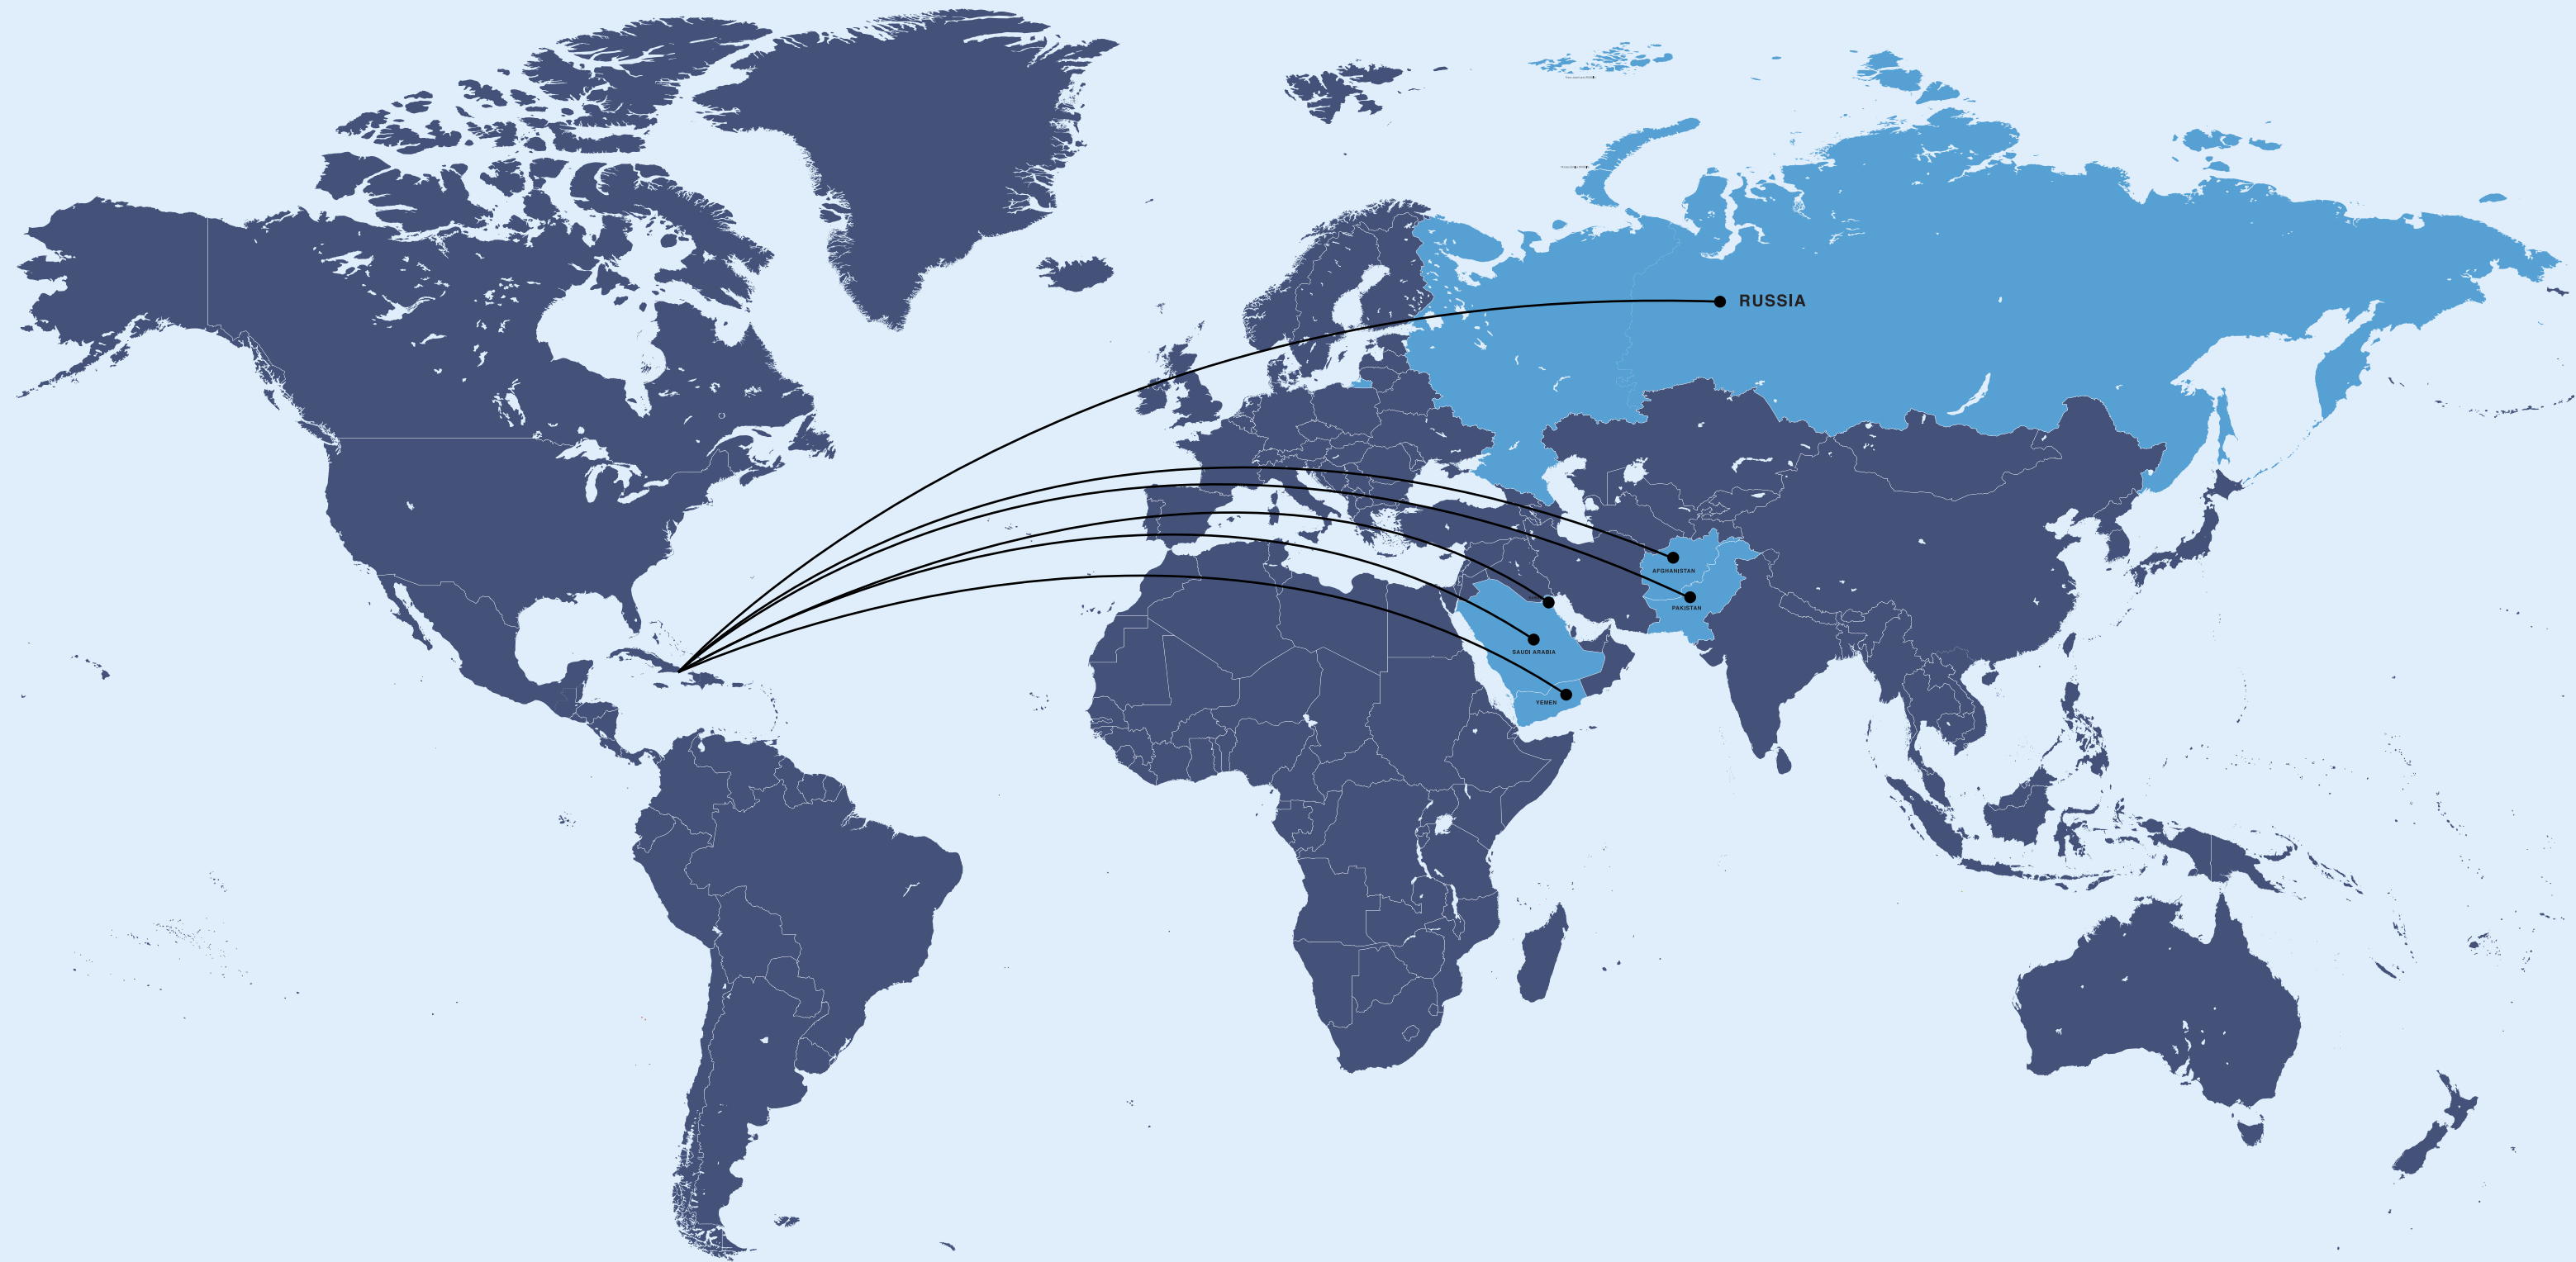 RUSSIA
AFGHANISTAN
PAKISTAN
SAUDI ARABIA
YEMEN